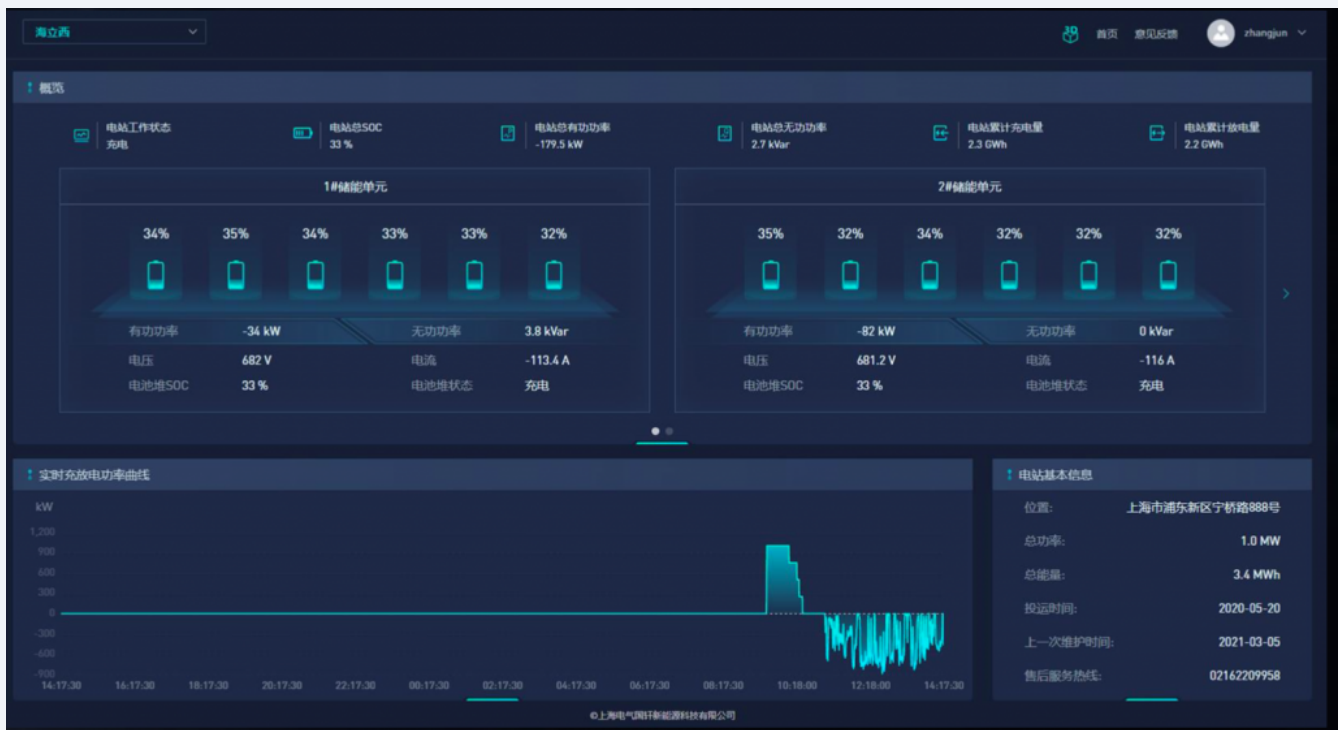 海立西
3D 首页 意见反馈 zhangjun
概览
电站工作状态 电站总SOC 电站总有功功率 电站总无功功率 电站累计充电量 电站累计放电量
充电 33 % -179.5 kW 2.7 kVar 2.3 GWh 2.2 GWh
1#储能单元 2#储能单元
34% 35% 34% 33% 33% 32% 35% 32% 34% 32% 32% 32%
有功功率 -34 kW 无功功率 3.8 kVar 有功功率 -82 kW 无功功率 0 kVar
电压 682 V 电流 -113.4 A 电压 681.2 V 电流 -116 A
电池堆SOC 33 % 电池堆状态 充电 电池堆SOC 33 % 电池堆状态 充电
实时充放电功率曲线
kW
1,200
900
600
300
0
-300
-600
-900
14:17:30 16:17:30 18:17:30 20:17:30 22:17:30 00:17:30 02:17:30 04:17:30 06:17:30 08:17:30 10:18:00 12:18:00 14:17:30
电站基本信息
位置: 上海市浦东新区宁桥路888号
总功率: 1.0 MW
总能量: 3.4 MWh
投运时间: 2020-05-20
上一次维护时间: 2021-03-05
售后服务热线: 02162209958
©上海电气国轩新能源科技有限公司